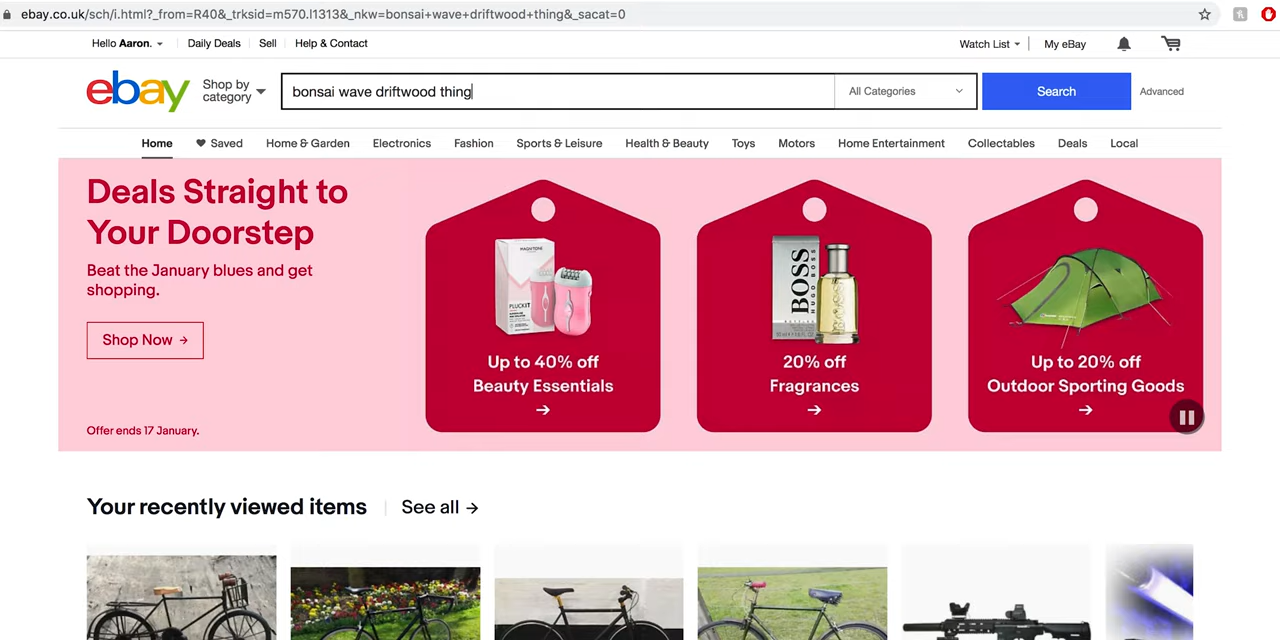 ebay.co.uk/sch/i.html?_from=R40&_trksid=m570.l1313&_nkw=bonsai+wave+driftwood+thing&_sacat=0
Hello Aaron. Daily Deals Sell Help & Contact Watch List My eBay
ebay Shop by category bonsai wave driftwood thing All Categories Search Advanced
Home Saved Home & Garden Electronics Fashion Sports & Leisure Health & Beauty Toys Motors Home Entertainment Collectables Deals Local
Deals Straight to
Your Doorstep
Beat the January blues and get
shopping.
Shop Now →
Offer ends 17 January.
MAGNITONE
PLUCK IT
Up to 40% off
Beauty Essentials
→
BOSS
HUGO BOSS
20% off
Fragrances
→
Up to 20% off
Outdoor Sporting Goods
→
Your recently viewed items See all →